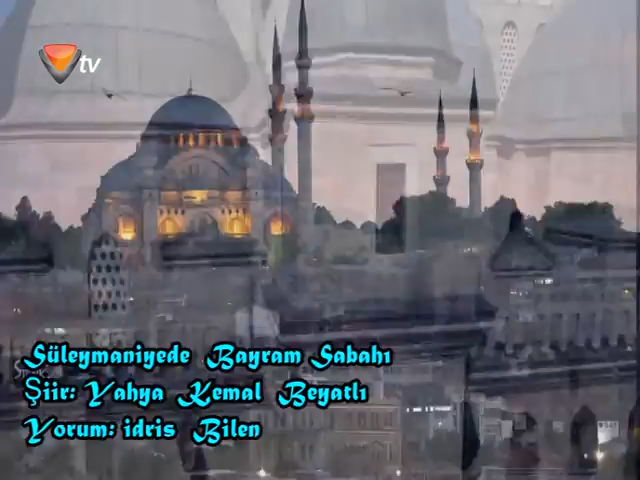 tv
Süleymaniyede Bayram Sabahı
Şiir: Yahya Kemal Beyatlı
Yorum: idris Bilen